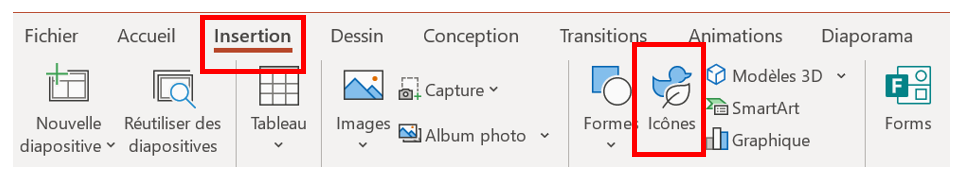 Fichier Accueil Insertion Dessin Conception Transitions Animations Diaporama
Nouvelle
diapositive
Réutiliser des
diapositives
Tableau
Images
Capture
Album photo
Formes
Icônes
Modèles 3D
SmartArt
Graphique
F
Forms